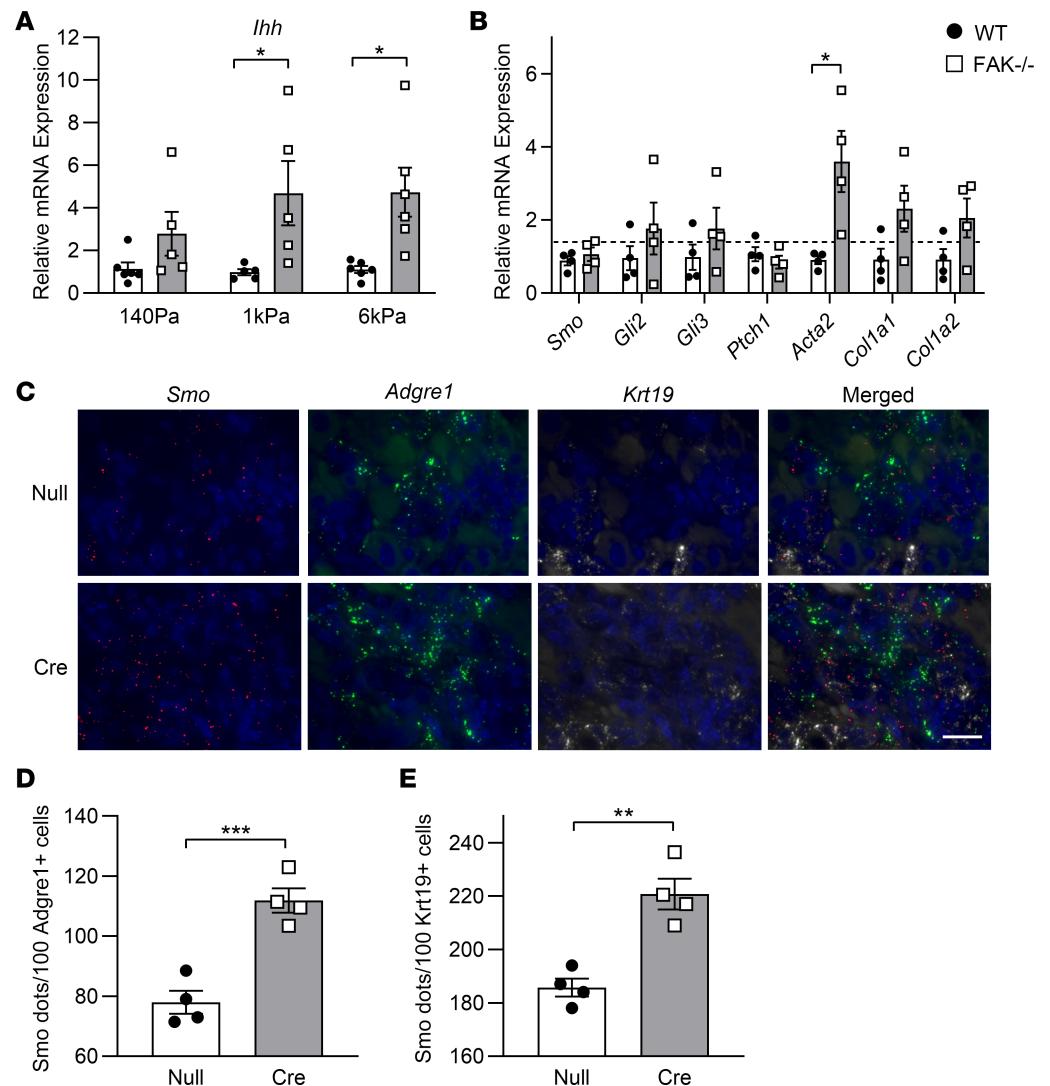 A
Ihh
Relative mRNA Expression
12
10
8
6
4
2
0
*
*
140Pa
1kPa
6kPa
B
WT
FAK-/-
Relative mRNA Expression
6
4
2
0
*
Smo
Gli2
Gli3
Ptch1
Acta2
Col1a1
Col1a2
C
Smo
Adgre1
Krt19
Merged
Null
Cre
D
Smo dots/100 Adgre1+ cells
140
120
100
80
60
***
Null
Cre
E
Smo dots/100 Krt19+ cells
240
220
200
180
160
**
Null
Cre